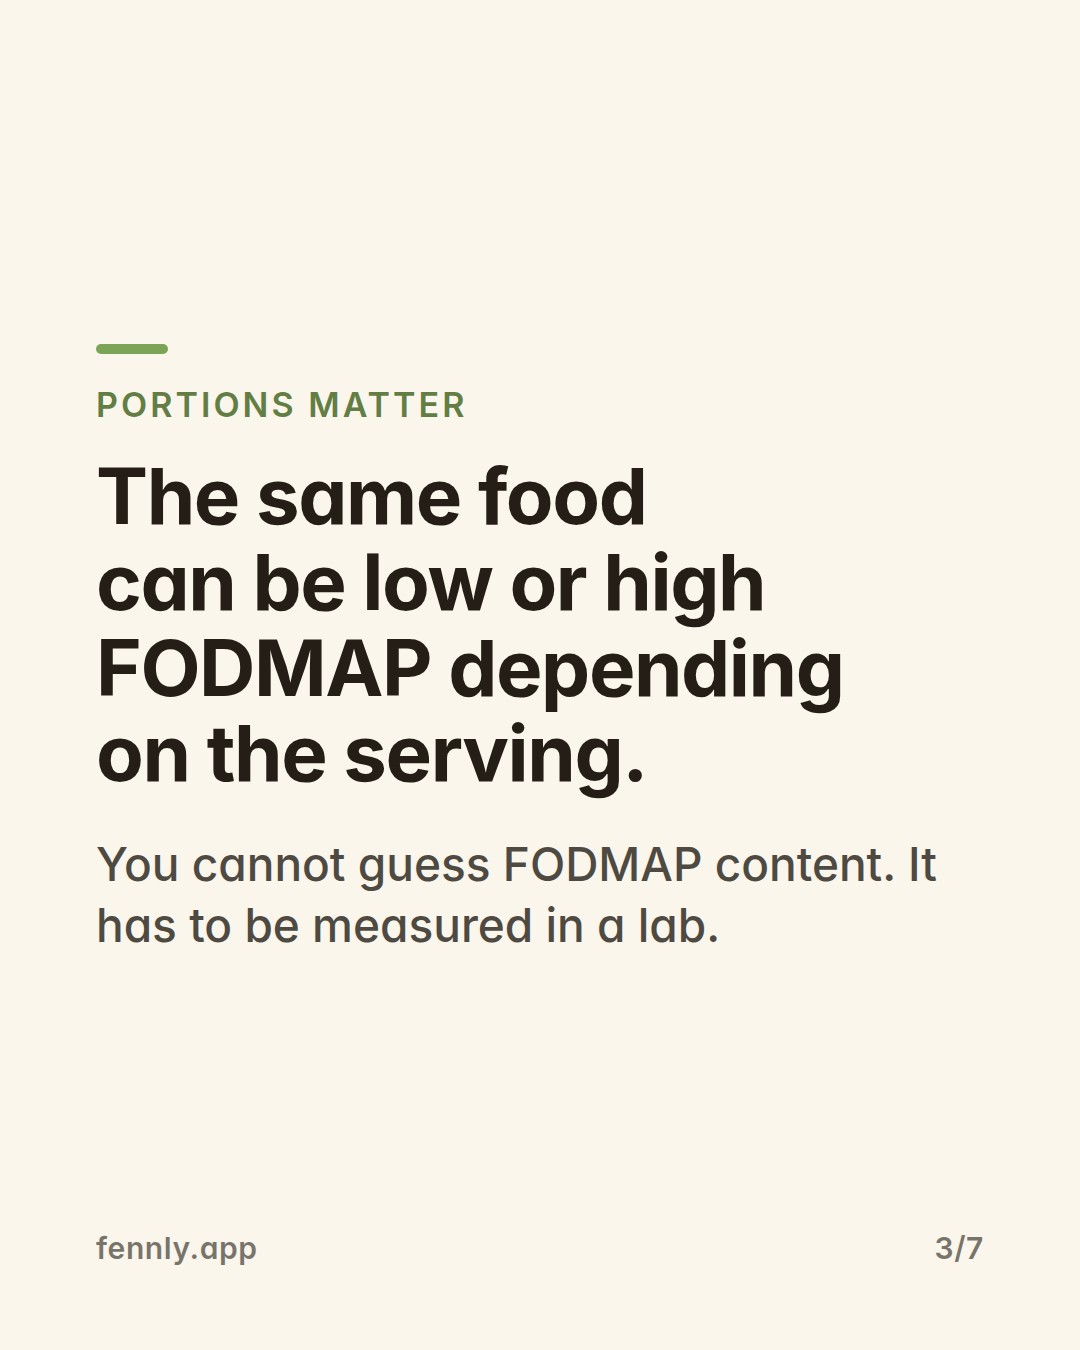 PORTIONS MATTER
The same food
can be low or high
FODMAP depending
on the serving.
You cannot guess FODMAP content. It
has to be measured in a lab.
fennly.app
3/7